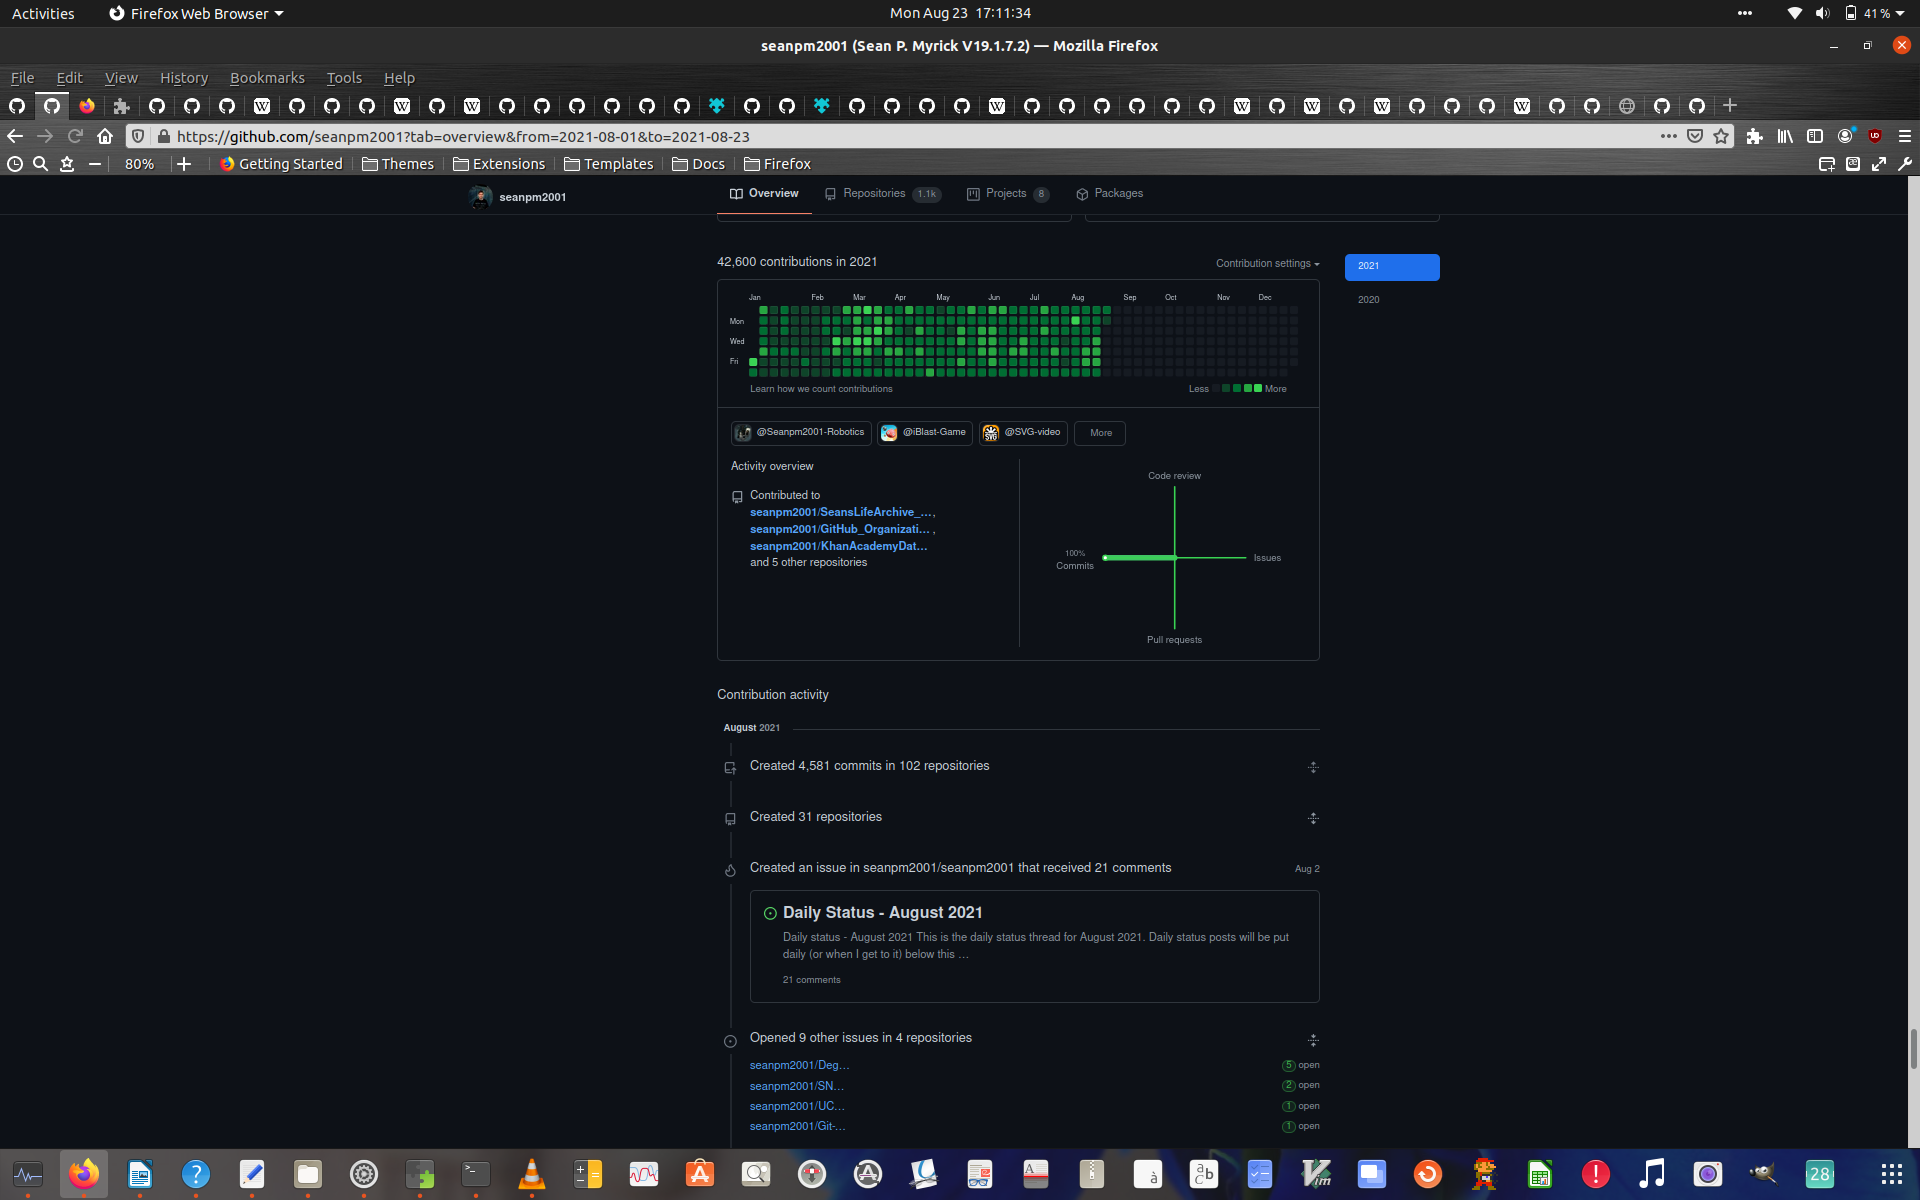 Activities
Firefox Web Browser
Mon Aug 23 17:11:34
41 %
seanpm2001 (Sean P. Myrick V19.1.7.2) — Mozilla Firefox
File Edit View History Bookmarks Tools Help
https://github.com/seanpm2001?tab=overview&from=2021-08-01&to=2021-08-23
80%
Getting Started
Themes
Extensions
Templates
Docs
Firefox
seanpm2001
Overview
Repositories 1.1k
Projects 8
Packages
42,600 contributions in 2021
Contribution settings
2021
2020
Jan Feb Mar Apr May Jun Jul Aug Sep Oct Nov Dec
Mon
Wed
Fri
Learn how we count contributions
Less More
@Seanpm2001-Robotics
@iBlast-Game
@SVG-video
More
Activity overview
Contributed to
seanpm2001/SeansLifeArchive_…,
seanpm2001/GitHub_Organizati… ,
seanpm2001/KhanAcademyDat…
and 5 other repositories
Code review
100%
Commits
Issues
Pull requests
Contribution activity
August 2021
Created 4,581 commits in 102 repositories
Created 31 repositories
Created an issue in seanpm2001/seanpm2001 that received 21 comments
Aug 2
Daily Status - August 2021
Daily status - August 2021 This is the daily status thread for August 2021. Daily status posts will be put
daily (or when I get to it) below this …
21 comments
Opened 9 other issues in 4 repositories
seanpm2001/Deg…
5 open
seanpm2001/SN…
2 open
seanpm2001/UC…
1 open
seanpm2001/Git-…
1 open
28